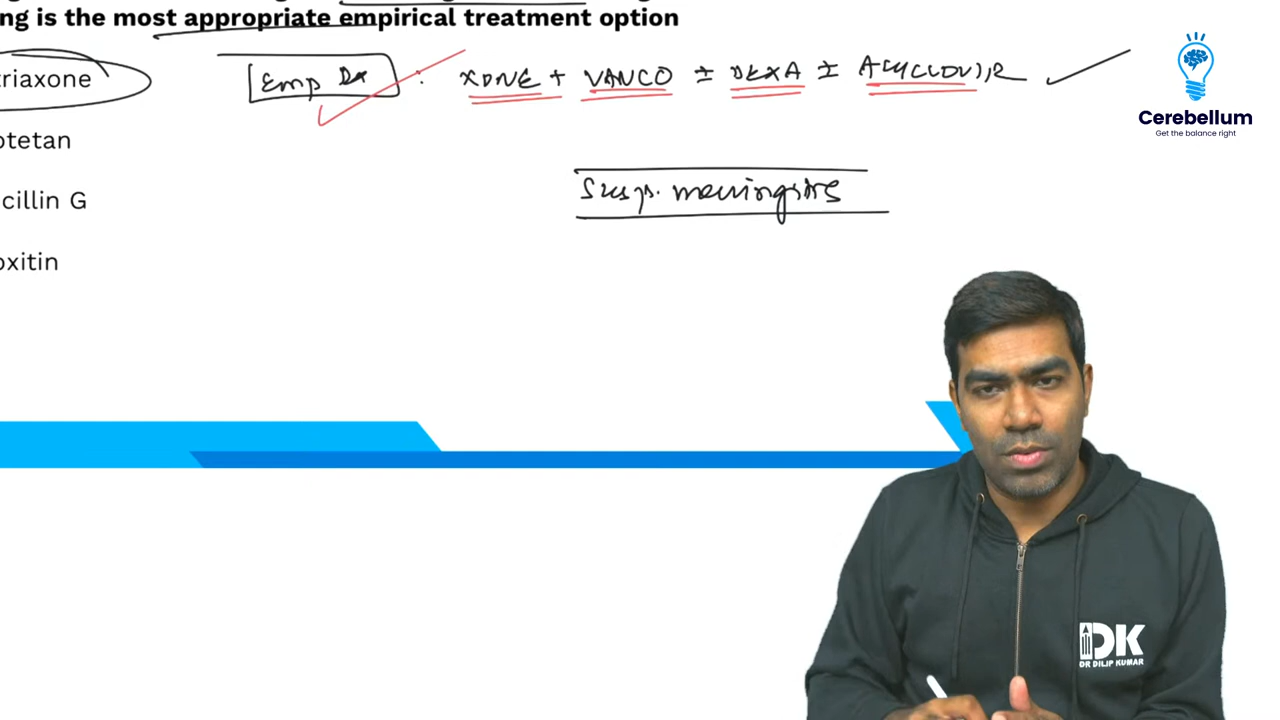 ng is the most appropriate empirical treatment option
triaxone
Emp Dx : XONE + VANCO ± DEXA ± ACYCLOVIR
Cerebellum
Get the balance right
otetan
Susp. meningitis
cillin G
oxitin
DK
DR DILIP KUMAR